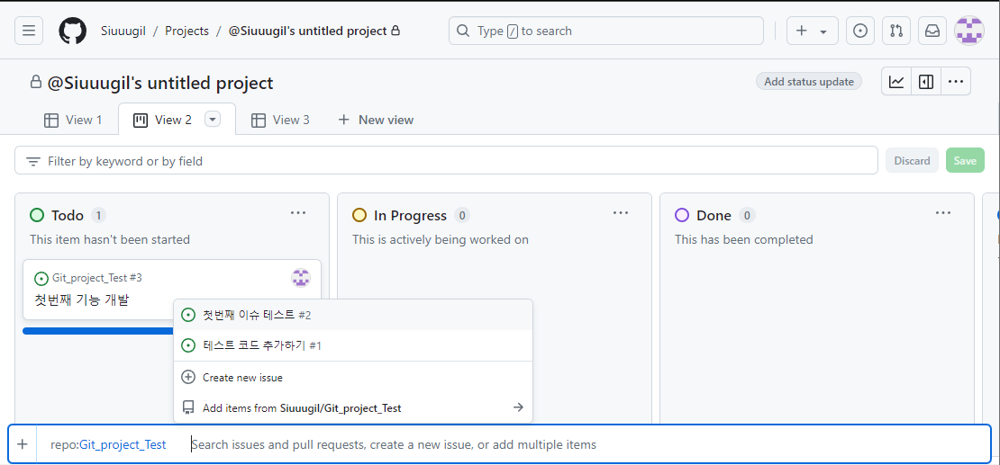 Siuuugil / Projects / @Siuuugil's untitled project
Type / to search
@Siuuugil's untitled project
Add status update
View 1
View 2
View 3
New view
Filter by keyword or by field
Discard
Save
Todo 1
This item hasn't been started
Git_project_Test #3
첫번째 기능 개발
In Progress 0
This is actively being worked on
Done 0
This has been completed
첫번째 이슈 테스트 #2
테스트 코드 추가하기 #1
Create new issue
Add items from Siuuugil/Git_project_Test
repo:Git_project_Test
Search issues and pull requests, create a new issue, or add multiple items